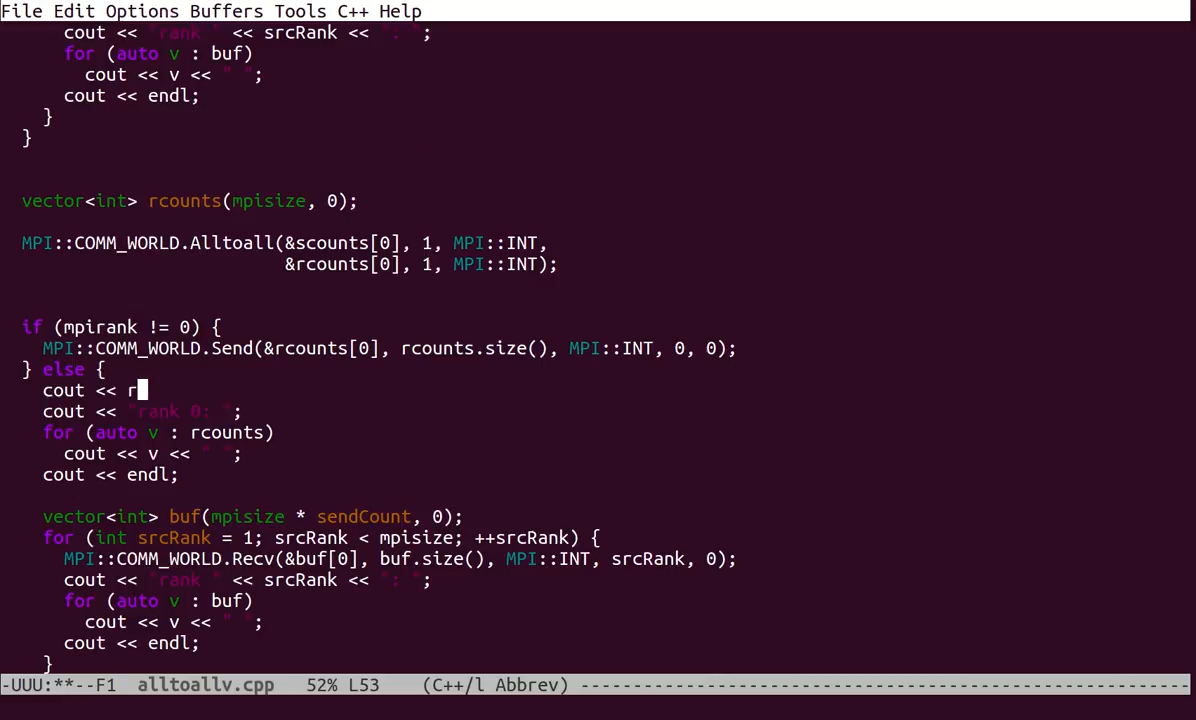 File Edit Options Buffers Tools C++ Help
      cout << "rank " << srcRank << ": ";
      for (auto v : buf)
        cout << v << " ";
      cout << endl;
    }
  }
  vector<int> rcounts(mpisize, 0);
  MPI::COMM_WORLD.Alltoall(&scounts[0], 1, MPI::INT,
                           &rcounts[0], 1, MPI::INT);
  if (mpirank != 0) {
    MPI::COMM_WORLD.Send(&rcounts[0], rcounts.size(), MPI::INT, 0, 0);
  } else {
    cout << r
    cout << "rank 0: ";
    for (auto v : rcounts)
      cout << v << " ";
    cout << endl;
    vector<int> buf(mpisize * sendCount, 0);
    for (int srcRank = 1; srcRank < mpisize; ++srcRank) {
      MPI::COMM_WORLD.Recv(&buf[0], buf.size(), MPI::INT, srcRank, 0);
      cout << "rank " << srcRank << ": ";
      for (auto v : buf)
        cout << v << " ";
      cout << endl;
    }
-UUU:**--F1  alltoallv.cpp   52% L53    (C++/l Abbrev) ----------------------------------------------------------